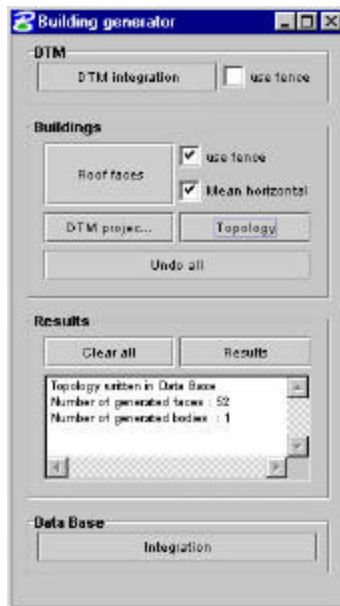 Building generator
DTM
DTM integration
use fence
Buildings
Roof faces
use fence
Mean horizontal
DTM projec...
Topology
Undo all
Results
Clear all
Results
Topology written in Data Base
Number of generated faces : 52
Number of generated bodies : 1
Data Base
Integration